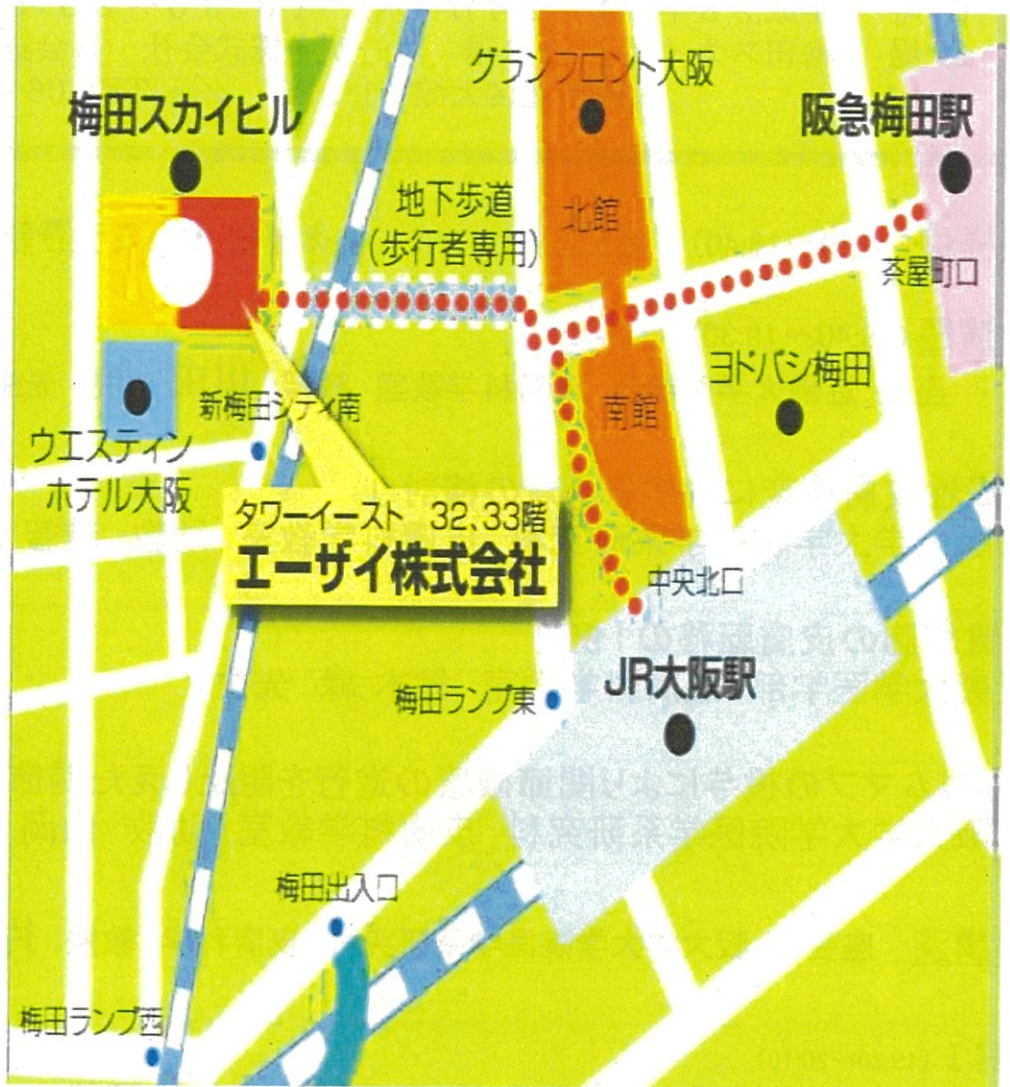 グランフロント大阪
梅田スカイビル
阪急梅田駅
地下歩道
(歩行者専用)
北館
茶屋町口
ヨドバシ梅田
新梅田シティ南
南館
ウエスティン
ホテル大阪
タワーイースト 32、33階
エーザイ株式会社
中央北口
JR大阪駅
梅田ランプ東
梅田出入口
梅田ランプ西